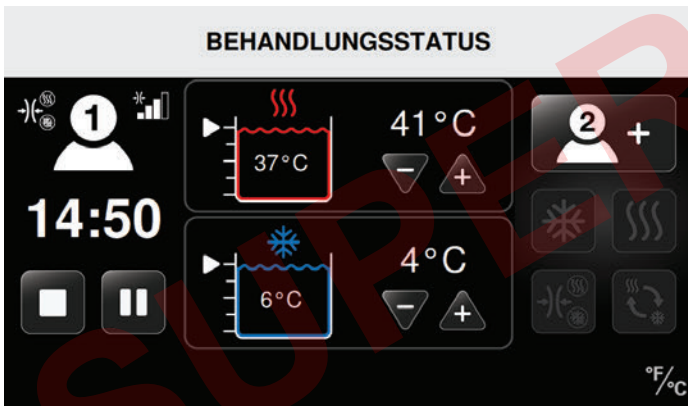 BEHANDLUNGSSTATUS
1
14:50
41°C
37°C
4°C
6°C
2 +
°F/°C
SUPER